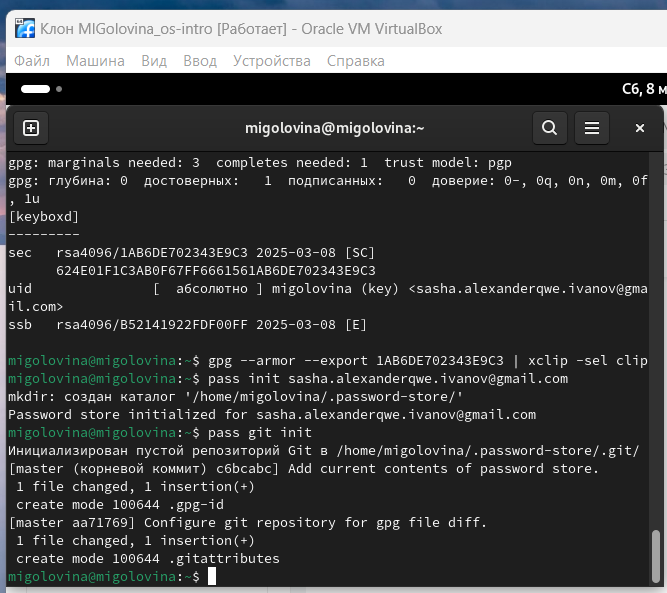 Клон MIGolovina_os-intro [Работает] - Oracle VM VirtualBox
Файл Машина Вид Ввод Устройства Справка
Сб, 8 м
migolovina@migolovina:~
gpg: marginals needed: 3  completes needed: 1  trust model: pgp
gpg: глубина: 0  достоверных:   1  подписанных:   0  доверие: 0-, 0q, 0n, 0m, 0f
, 1u
[keyboxd]
---------
sec   rsa4096/1AB6DE702343E9C3 2025-03-08 [SC]
      624E01F1C3AB0F67FF6661561AB6DE702343E9C3
uid               [  абсолютно ] migolovina (key) <sasha.alexanderqwe.ivanov@gma
il.com>
ssb   rsa4096/B52141922FDF00FF 2025-03-08 [E]
migolovina@migolovina:~$ gpg --armor --export 1AB6DE702343E9C3 | xclip -sel clip
migolovina@migolovina:~$ pass init sasha.alexanderqwe.ivanov@gmail.com
mkdir: создан каталог '/home/migolovina/.password-store/'
Password store initialized for sasha.alexanderqwe.ivanov@gmail.com
migolovina@migolovina:~$ pass git init
Инициализирован пустой репозиторий Git в /home/migolovina/.password-store/.git/
[master (корневой коммит) c6bcabc] Add current contents of password store.
 1 file changed, 1 insertion(+)
 create mode 100644 .gpg-id
[master aa71769] Configure git repository for gpg file diff.
 1 file changed, 1 insertion(+)
 create mode 100644 .gitattributes
migolovina@migolovina:~$